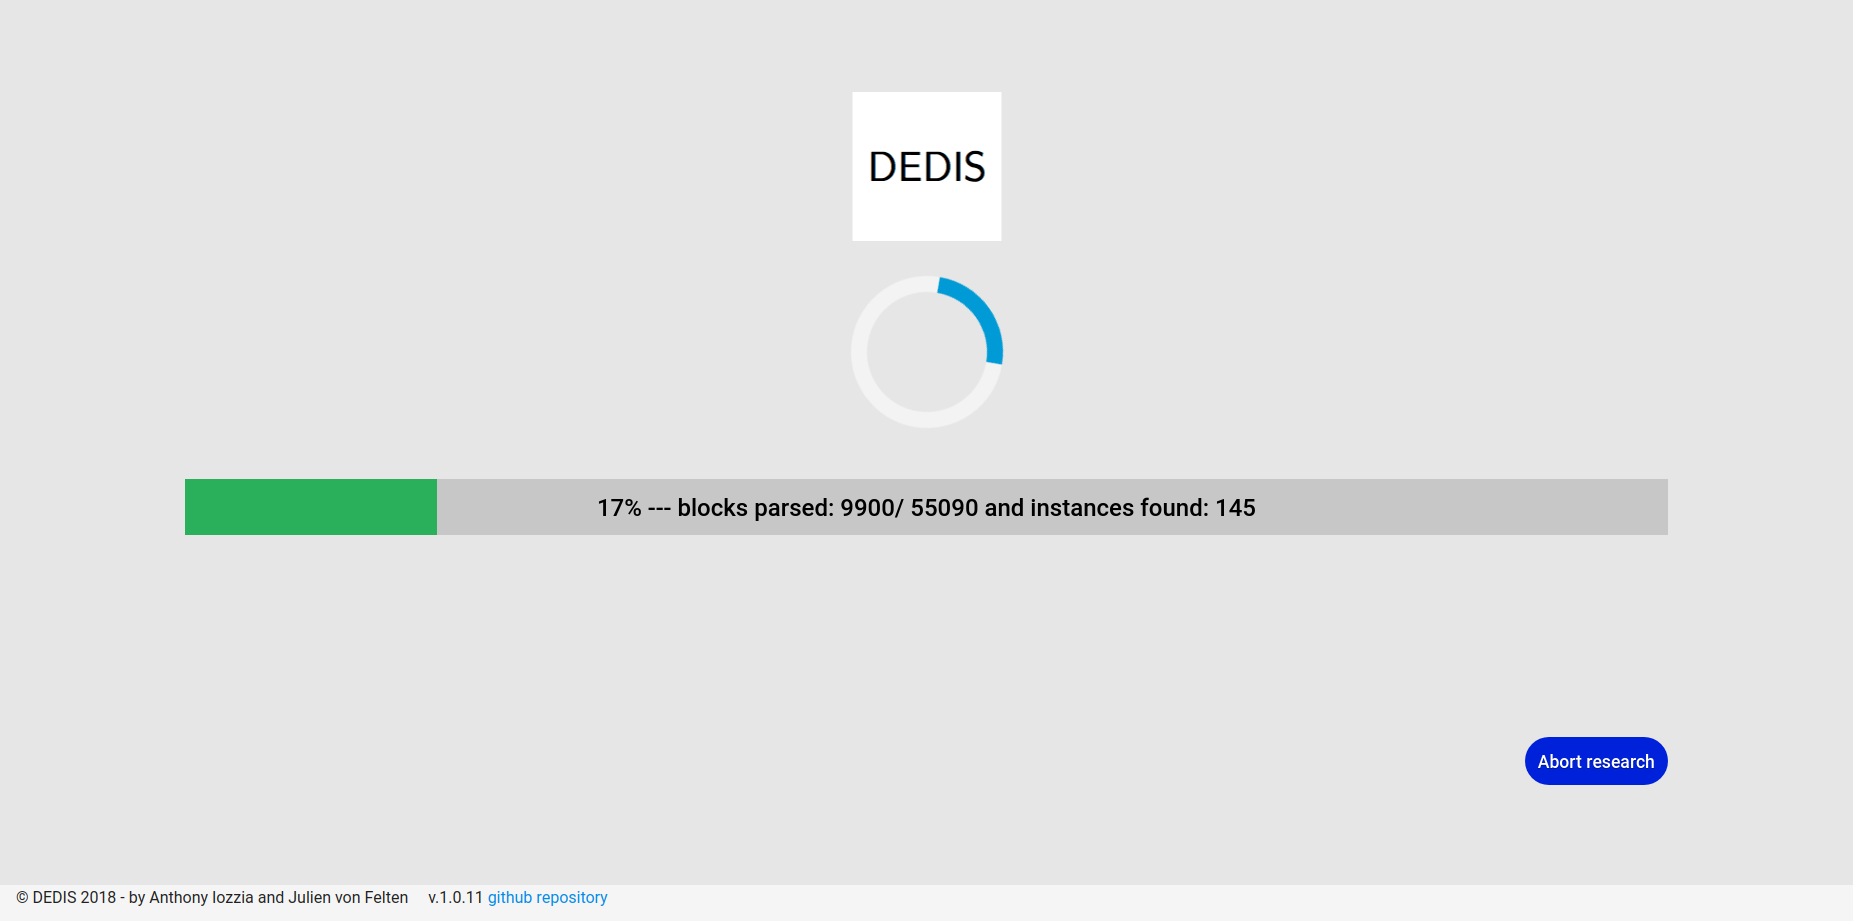 DEDIS
17% --- blocks parsed: 9900/ 55090 and instances found: 145
Abort research
© DEDIS 2018 - by Anthony Iozzia and Julien von Felten v.1.0.11 github repository